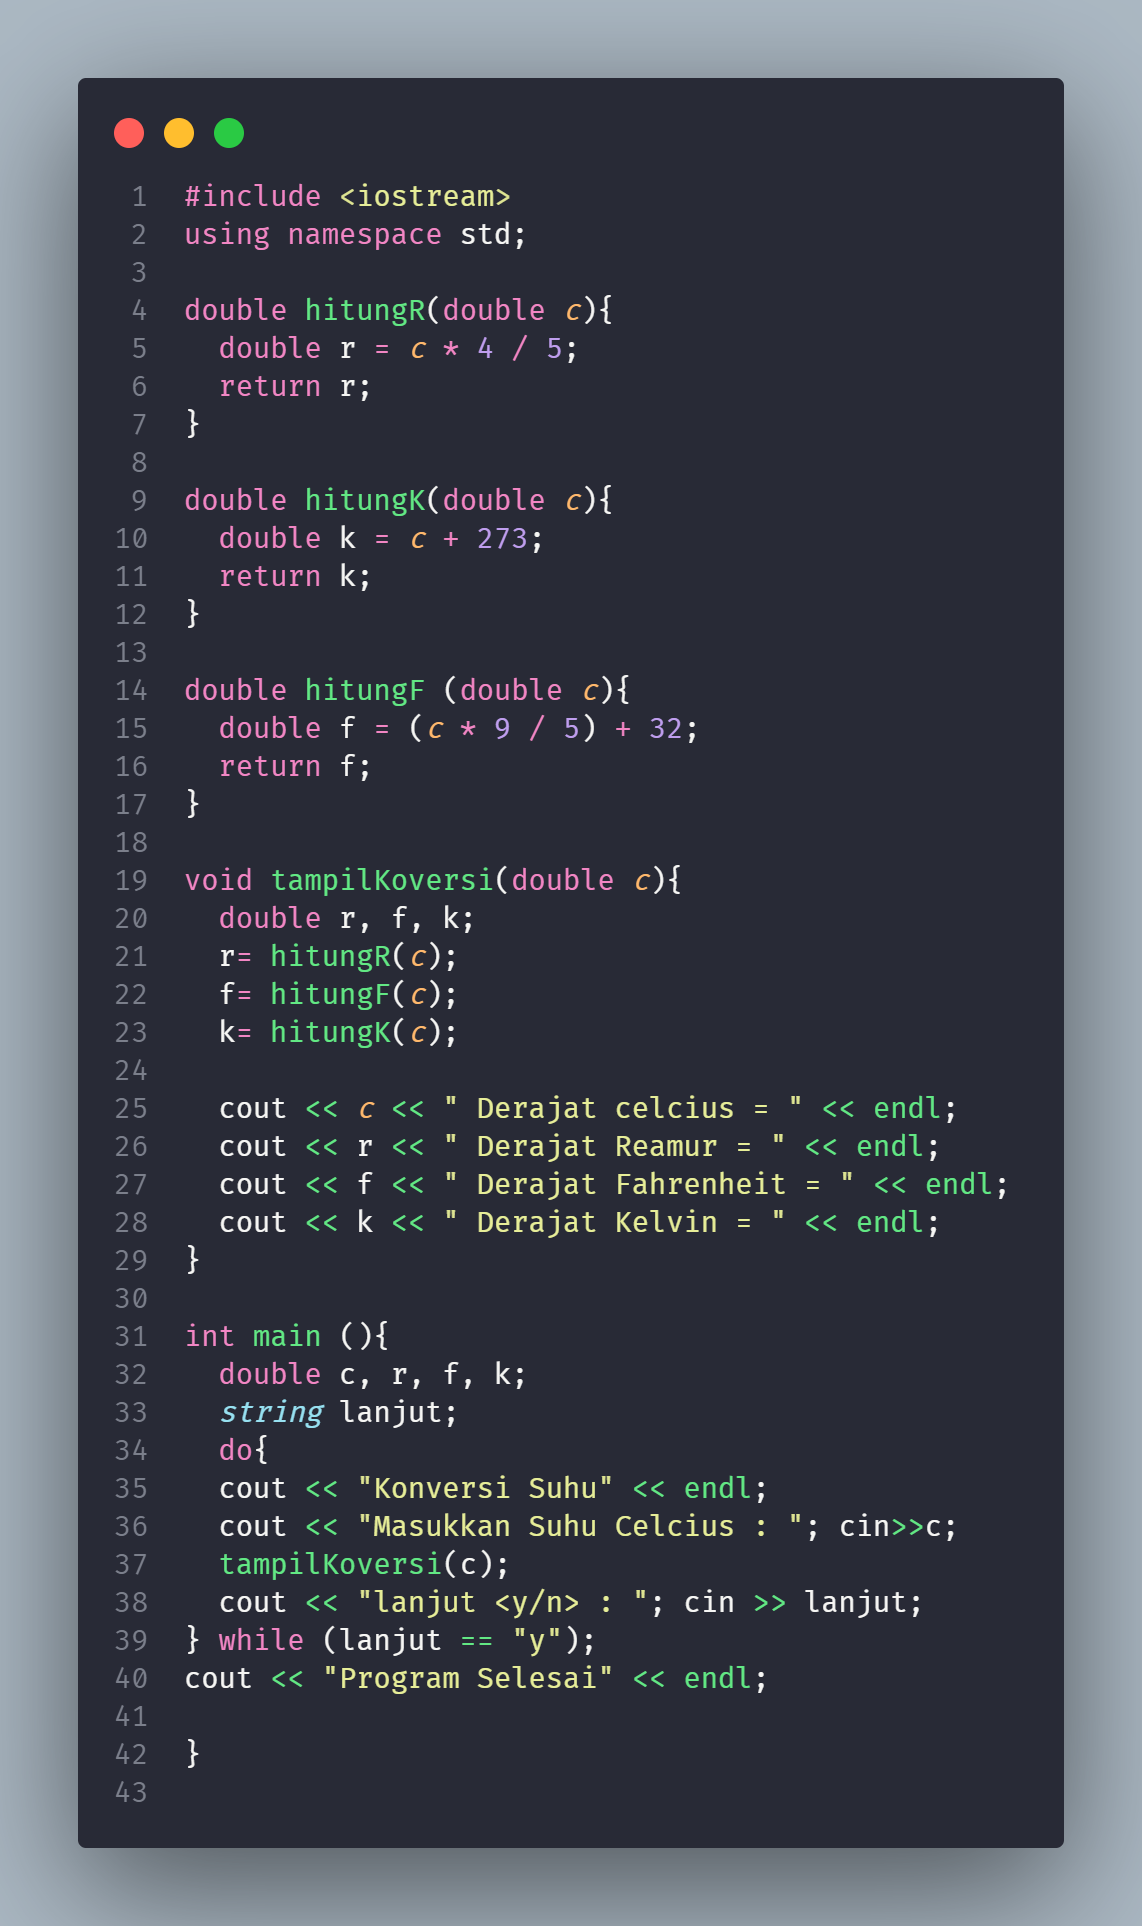 1 #include <iostream>
2 using namespace std;
3
4 double hitungR(double c){
5   double r = c * 4 / 5;
6   return r;
7 }
8
9 double hitungK(double c){
10   double k = c + 273;
11   return k;
12 }
13
14 double hitungF (double c){
15   double f = (c * 9 / 5) + 32;
16   return f;
17 }
18
19 void tampilKoversi(double c){
20   double r, f, k;
21   r= hitungR(c);
22   f= hitungF(c);
23   k= hitungK(c);
24
25   cout << c << " Derajat celcius = " << endl;
26   cout << r << " Derajat Reamur = " << endl;
27   cout << f << " Derajat Fahrenheit = " << endl;
28   cout << k << " Derajat Kelvin = " << endl;
29 }
30
31 int main (){
32   double c, r, f, k;
33   string lanjut;
34   do{
35   cout << "Konversi Suhu" << endl;
36   cout << "Masukkan Suhu Celcius : "; cin>>c;
37   tampilKoversi(c);
38   cout << "lanjut <y/n> : "; cin >> lanjut;
39 } while (lanjut == "y");
40 cout << "Program Selesai" << endl;
41
42 }
43